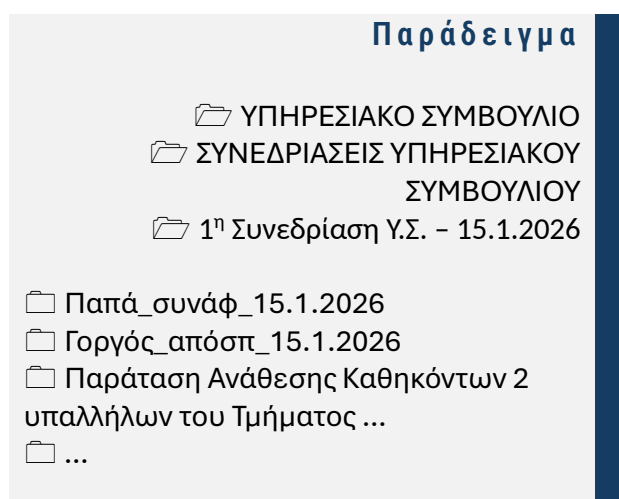 Παράδειγμα
🗁 ΥΠΗΡΕΣΙΑΚΟ ΣΥΜΒΟΥΛΙΟ
🗁 ΣΥΝΕΔΡΙΑΣΕΙΣ ΥΠΗΡΕΣΙΑΚΟΥ
ΣΥΜΒΟΥΛΙΟΥ
🗁 1η Συνεδρίαση Υ.Σ. – 15.1.2026
🗀 Παπά_συνάφ_15.1.2026
🗀 Γοργός_απόσπ_15.1.2026
🗀 Παράταση Ανάθεσης Καθηκόντων 2
υπαλλήλων του Τμήματος ...
🗀 ...